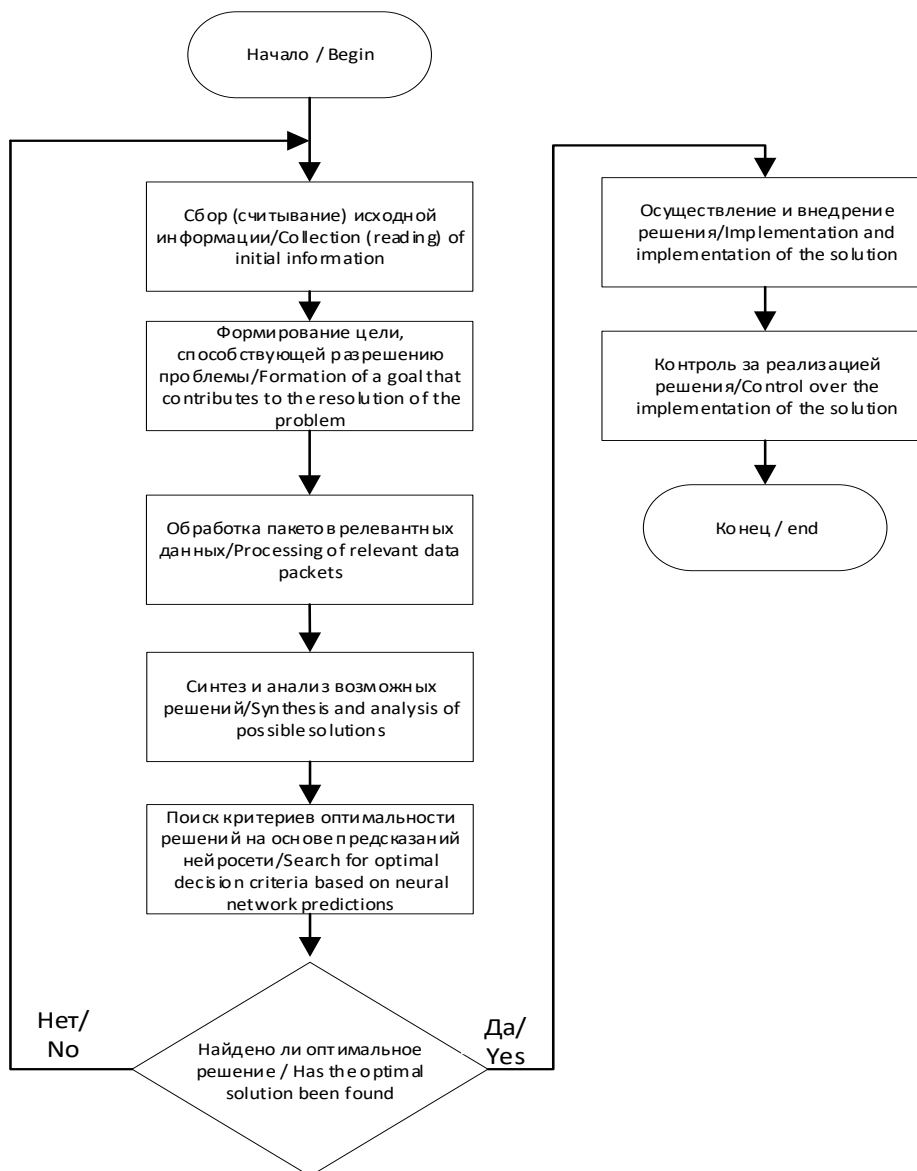 Начало / Begin
Сбор (считывание) исходной
информации/Collection (reading) of
initial information
Формирование цели,
способствующей разрешению
проблемы/Formation of a goal that
contributes to the resolution of the
problem
Обработка пакетов релевантных
данных/Processing of relevant data
packets
Синтез и анализ возможных
решений/Synthesis and analysis of
possible solutions
Поиск критериев оптимальности
решений на основе предсказаний
нейросети/Search for optimal
decision criteria based on neural
network predictions
Нет/
No
Найдено ли оптимальное
решение / Has the optimal
solution been found
Да/
Yes
Осуществление и внедрение
решения/Implementation and
implementation of the solution
Контроль за реализацией
решения/Control over the
implementation of the solution
Конец / end